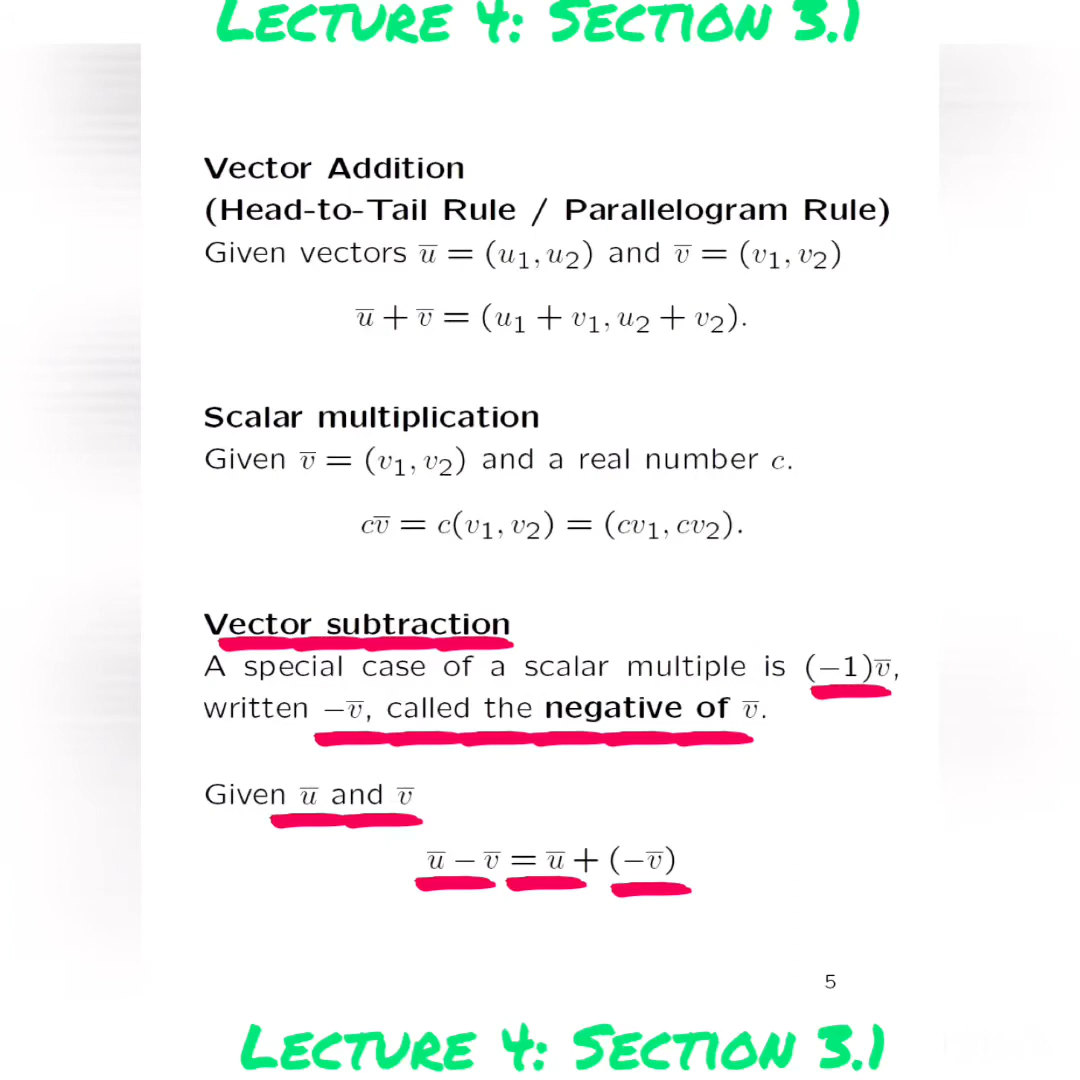 LECTURE 4: SECTION 3.1
Vector Addition
(Head-to-Tail Rule / Parallelogram Rule)
Given vectors u̅ = (u₁, u₂) and v̅ = (v₁, v₂)
u̅ + v̅ = (u₁ + v₁, u₂ + v₂).
Scalar multiplication
Given v̅ = (v₁, v₂) and a real number c.
cv̅ = c(v₁, v₂) = (cv₁, cv₂).
Vector subtraction
A special case of a scalar multiple is (−1)v̅,
written −v̅, called the negative of v̅.
Given u̅ and v̅
u̅ − v̅ = u̅ + (−v̅)
5
LECTURE 4: SECTION 3.1